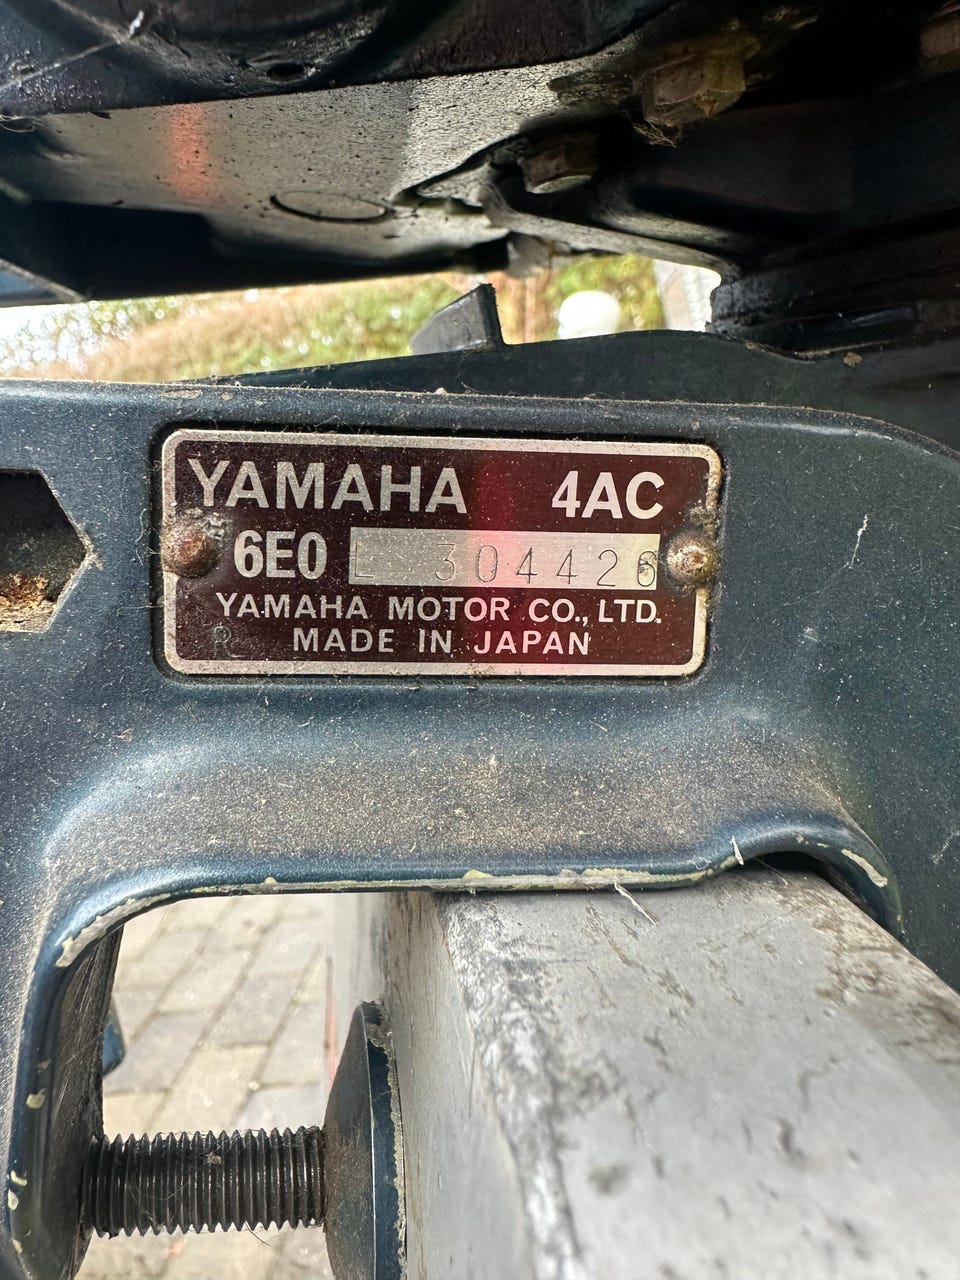 YAMAHA 4AC
6E0 L 304426
YAMAHA MOTOR CO., LTD.
R MADE IN JAPAN